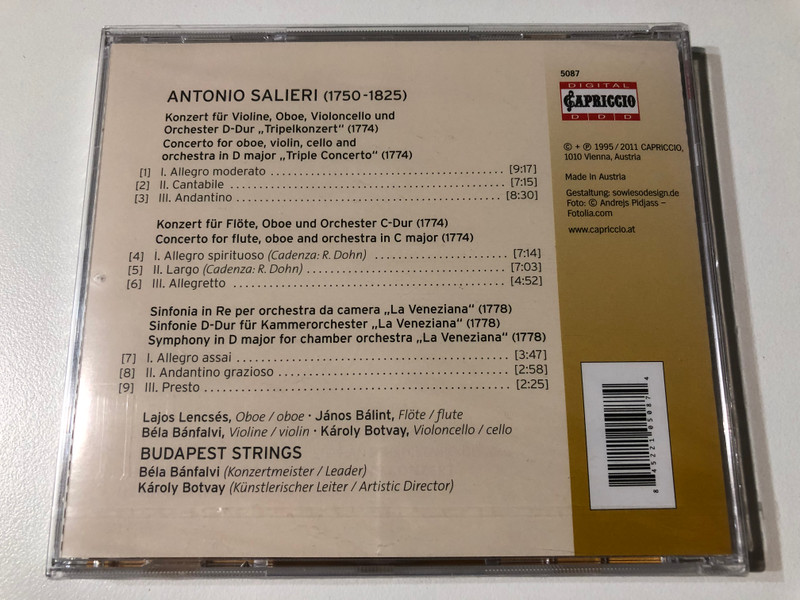 ANTONIO SALIERI (1750-1825)
Konzert für Violine, Oboe, Violoncello und
Orchester D-Dur „Tripelkonzert“ (1774)
Concerto for oboe, violin, cello and
orchestra in D major „Triple Concerto“ (1774)
[1] I. Allegro moderato [9:17]
[2] II. Cantabile [7:15]
[3] III. Andantino [8:30]
Konzert für Flöte, Oboe und Orchester C-Dur (1774)
Concerto for flute, oboe and orchestra in C major (1774)
[4] I. Allegro spirituoso (Cadenza: R. Dohn) [7:14]
[5] II. Largo (Cadenza: R. Dohn) [7:03]
[6] III. Allegretto [4:52]
Sinfonia in Re per orchestra da camera „La Veneziana“ (1778)
Sinfonie D-Dur für Kammerorchester „La Veneziana“ (1778)
Symphony in D major for chamber orchestra „La Veneziana“ (1778)
[7] I. Allegro assai [3:47]
[8] II. Andantino grazioso [2:58]
[9] III. Presto [2:25]
Lajos Lencsés, Oboe / oboe · János Bálint, Flöte / flute
Béla Bánfalvi, Violine / violin · Károly Botvay, Violoncello / cello
BUDAPEST STRINGS
Béla Bánfalvi (Konzertmeister / Leader)
Károly Botvay (Künstlerischer Leiter / Artistic Director)
5087
DIGITAL
CAPRICCIO
D|D|D
© + ℗ 1995 / 2011 CAPRICCIO,
1010 Vienna, Austria
Made in Austria
Gestaltung: sowiesodesign.de
Foto: © Andrejs Pidjass –
Fotolia.com
www.capriccio.at
8 45221 05087 4